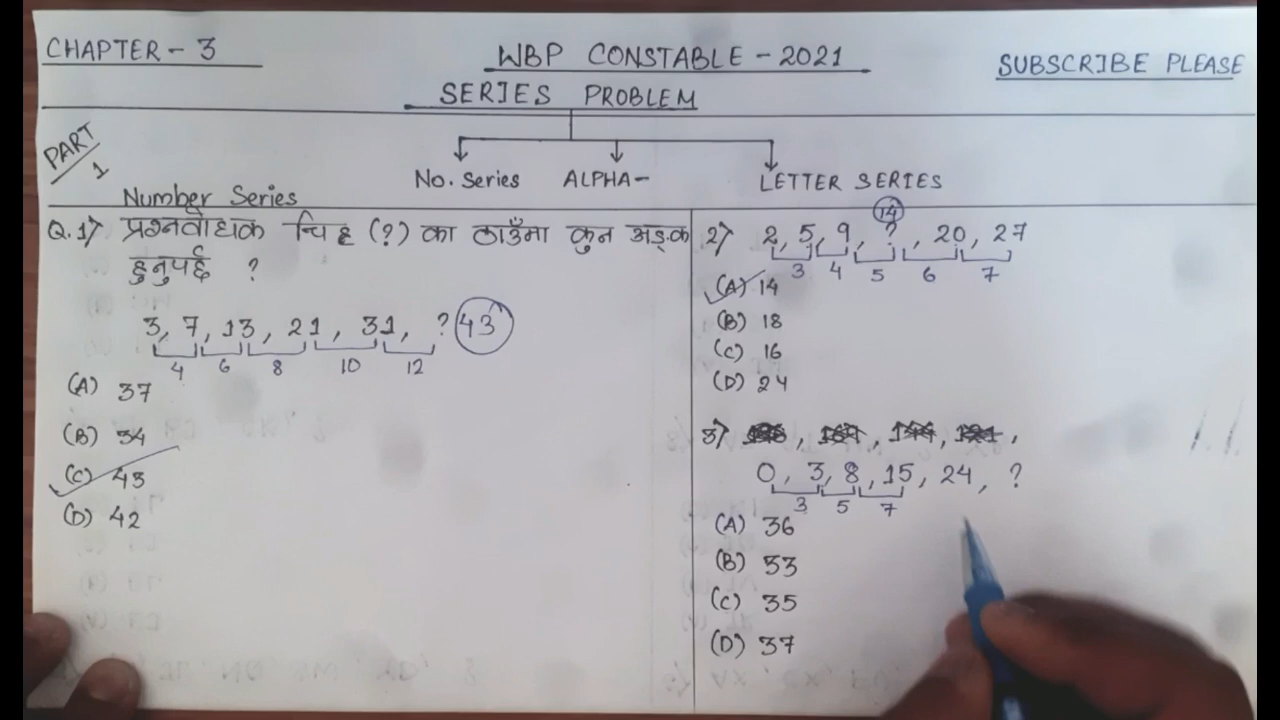 CHAPTER - 3
WBP CONSTABLE - 2021
SUBSCRIBE PLEASE
SERIES PROBLEM
PART 1
No. Series ALPHA- LETTER SERIES
Number Series
Q.1) प्रश्नवोधक चिह्न (?) का ठाउँमा कुन अङ्क
हुनुपर्छ ?
3, 7, 13, 21, 31, ? 43
4 6 8 10 12
(A) 37
(B) 34
(C) 43
(D) 42
14
2) 2, 5, 9, ?, 20, 27
3 4 5 6 7
(A) 14
(B) 18
(C) 16
(D) 24
3)
0, 3, 8, 15, 24, ?
3 5 7
(A) 36
(B) 33
(C) 35
(D) 37